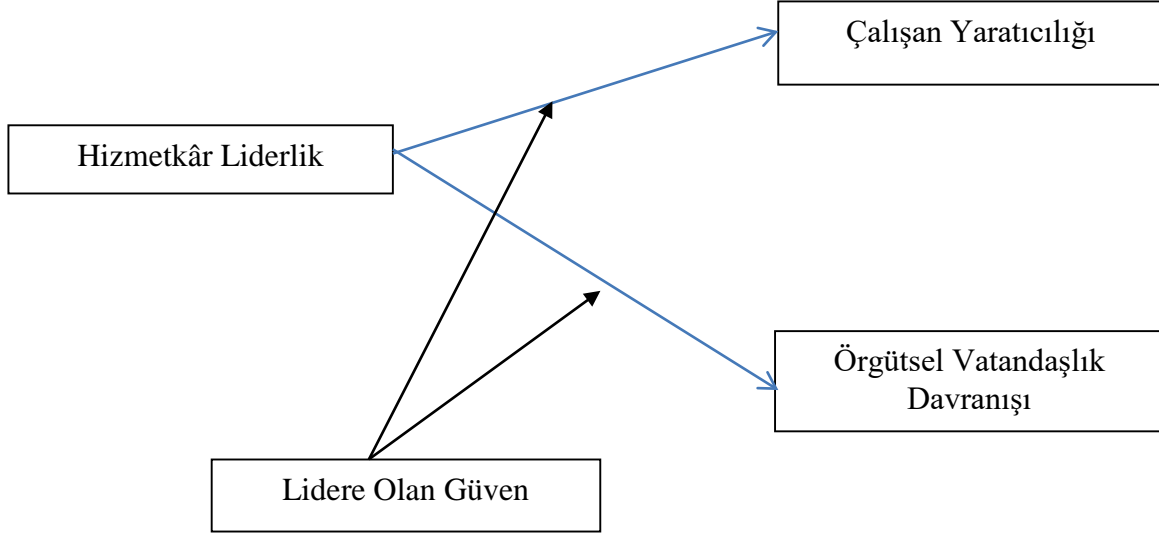 Çalışan Yaratıcılığı
Hizmetkâr Liderlik
Örgütsel Vatandaşlık
Davranışı
Lidere Olan Güven